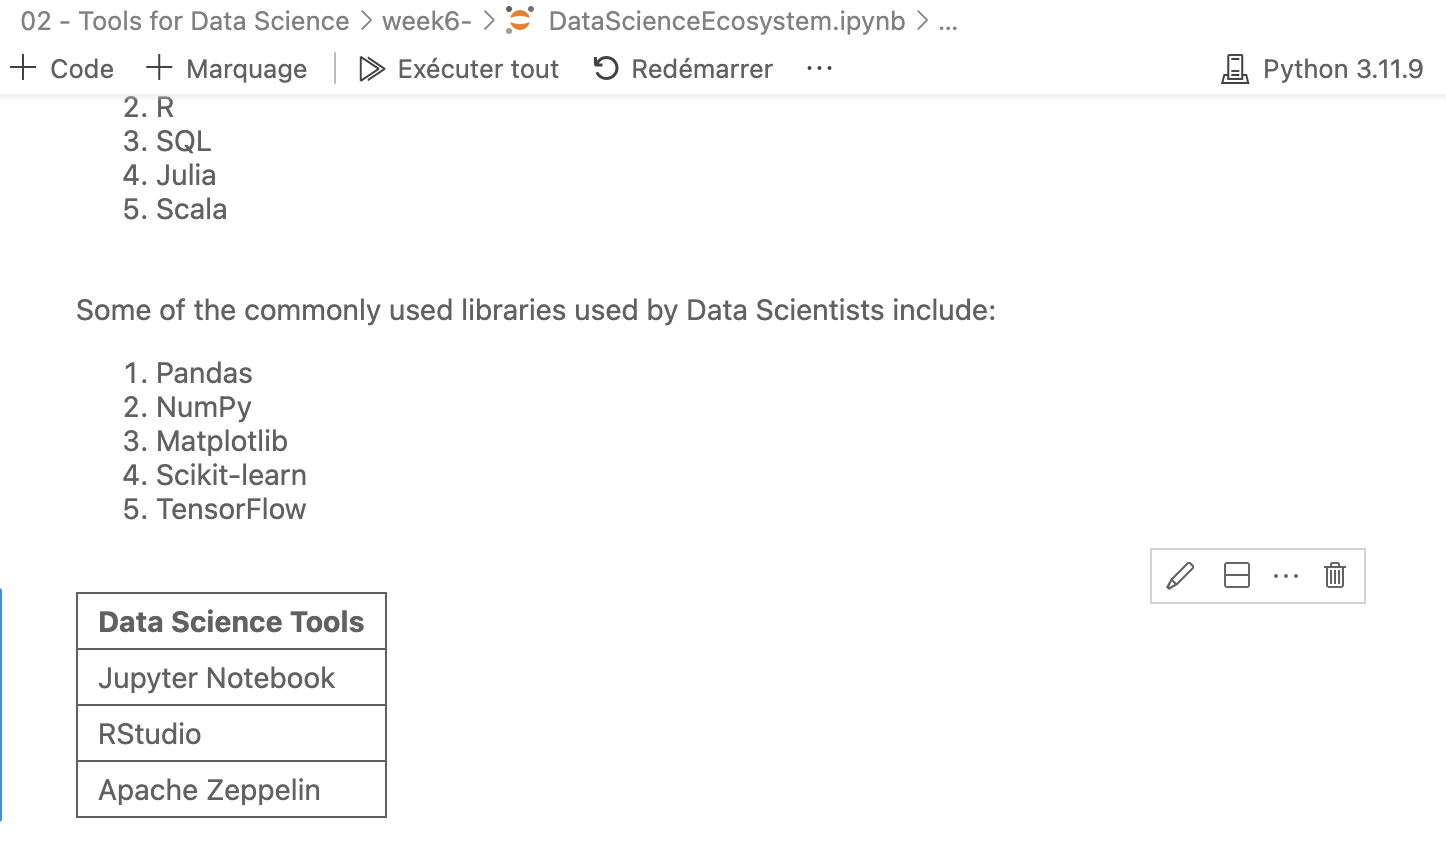 02 - Tools for Data Science > week6- > DataScienceEcosystem.ipynb > ...
+ Code + Marquage Exécuter tout Redémarrer ... Python 3.11.9
2. R
3. SQL
4. Julia
5. Scala
Some of the commonly used libraries used by Data Scientists include:
1. Pandas
2. NumPy
3. Matplotlib
4. Scikit-learn
5. TensorFlow
Data Science Tools
Jupyter Notebook
RStudio
Apache Zeppelin